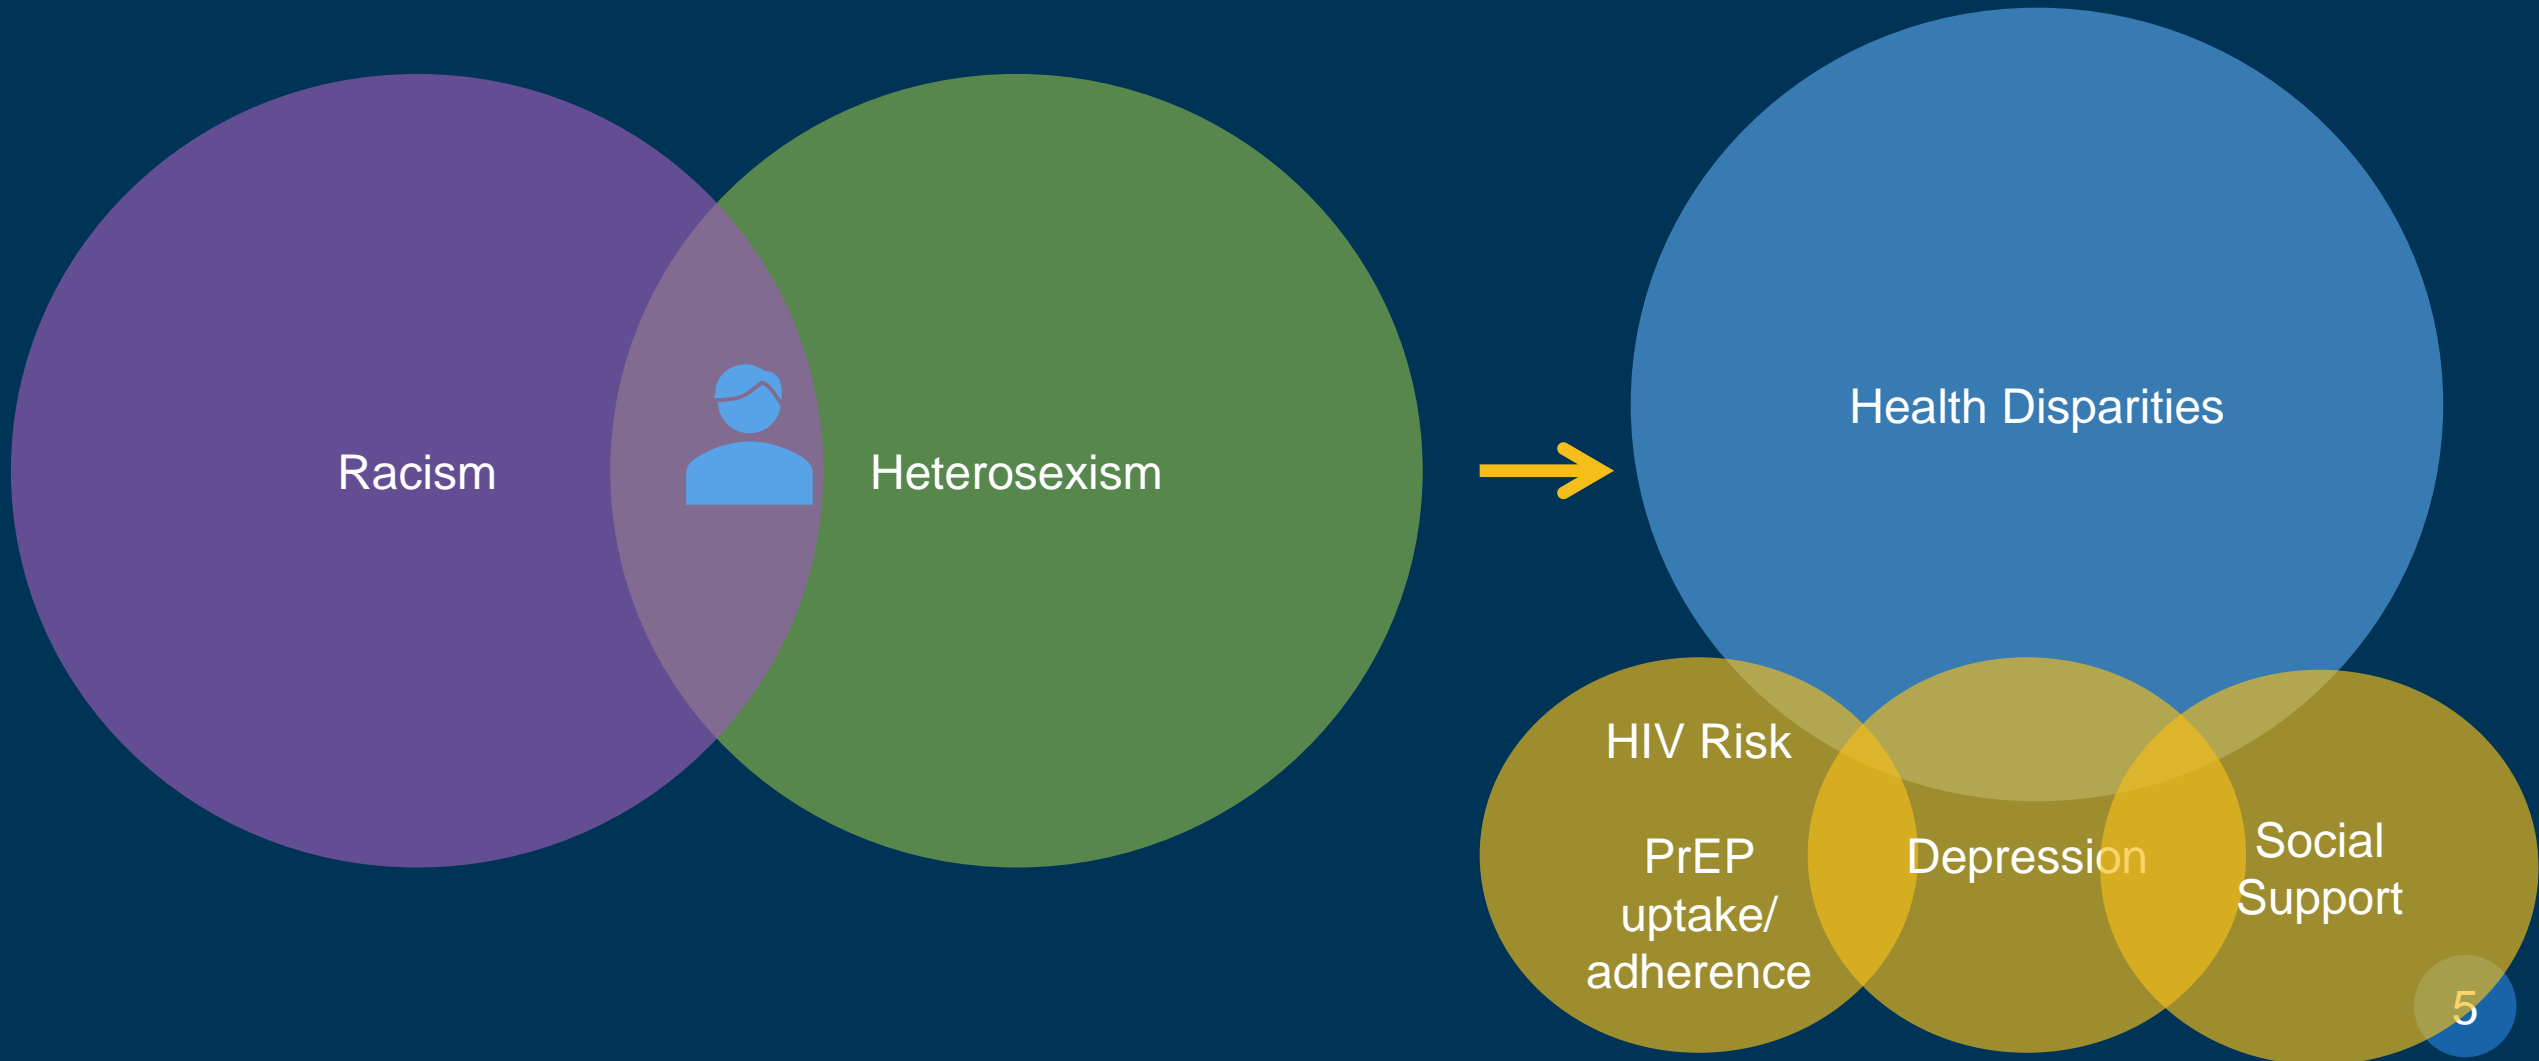 Racism
Heterosexism
Health Disparities
HIV Risk
PrEP
uptake/
adherence
Depression
Social
Support
5